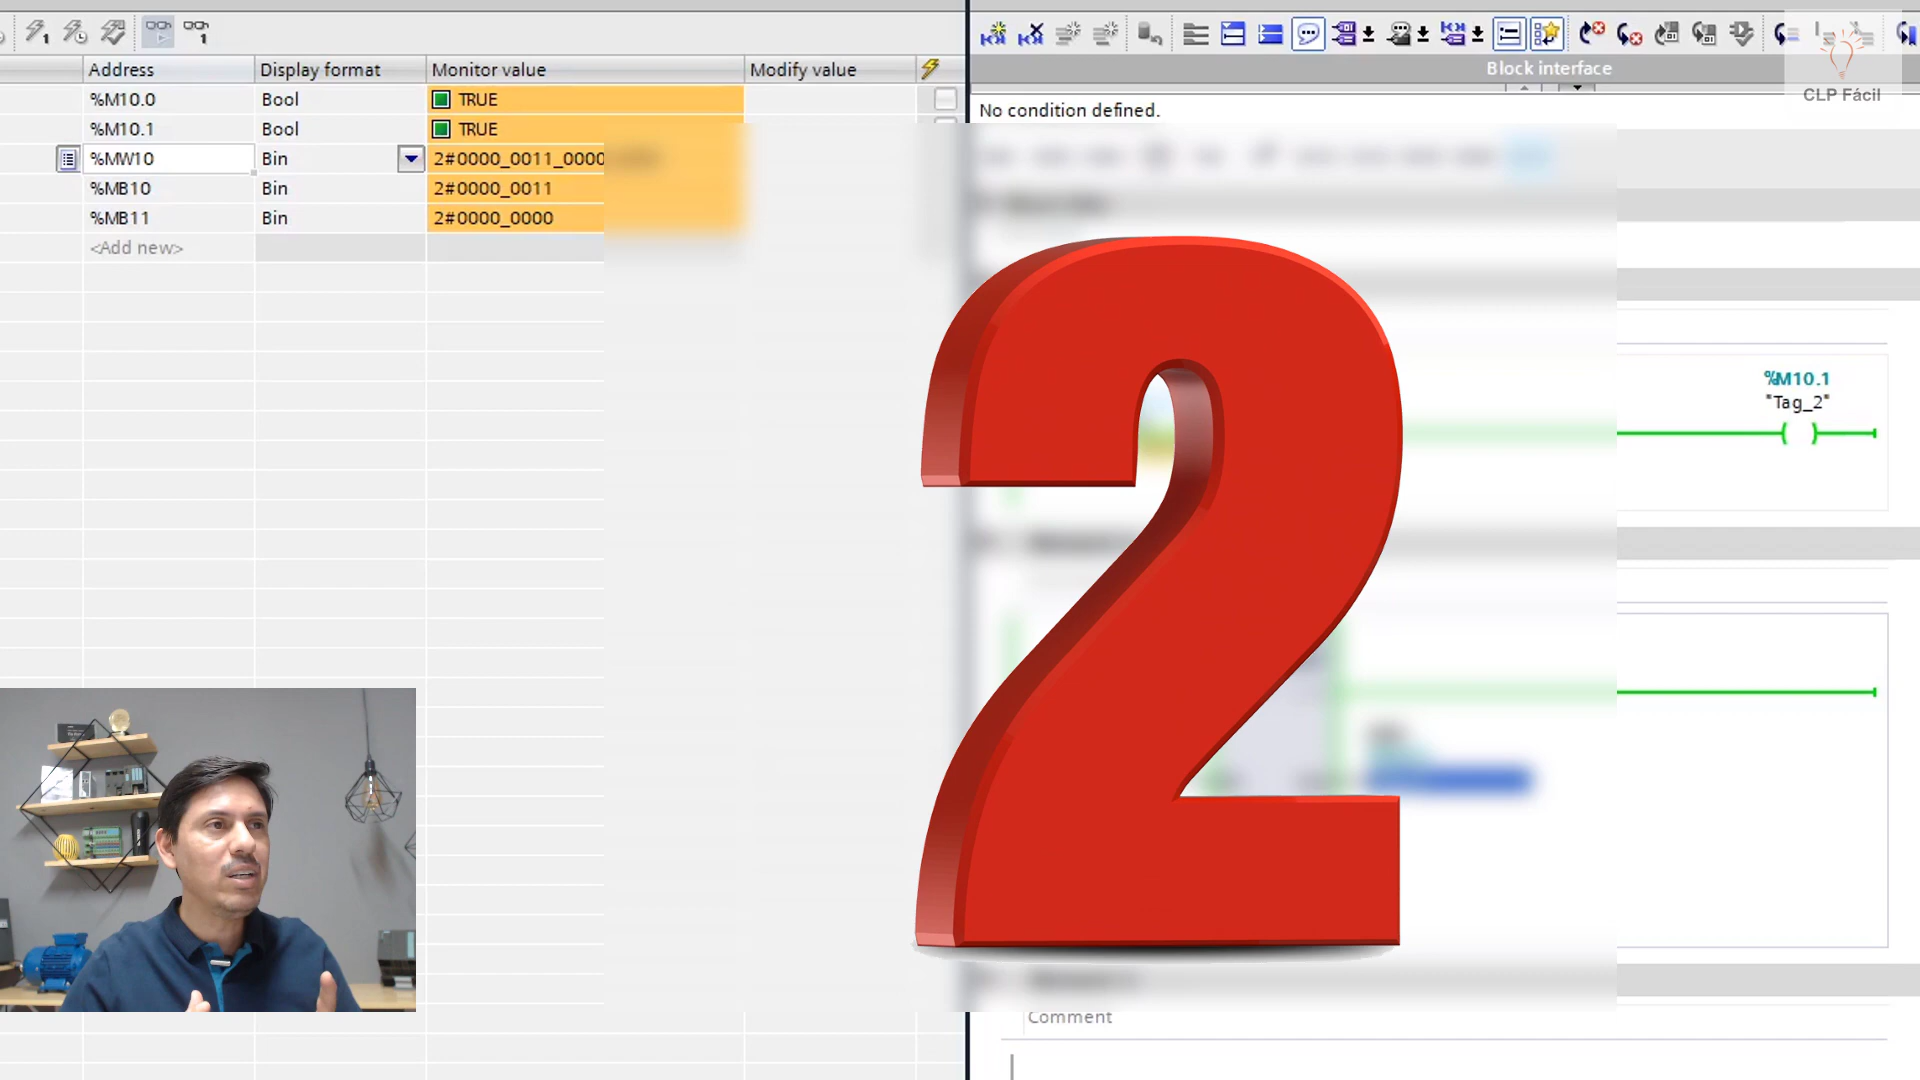 Address Display format Monitor value Modify value
%M10.0 Bool TRUE
%M10.1 Bool TRUE
%MW10 Bin 2#0000_0011_0000
%MB10 Bin 2#0000_0011
%MB11 Bin 2#0000_0000
<Add new>
Block interface
CLP Fácil
No condition defined.
2
%M10.1
"Tag_2"
Comment